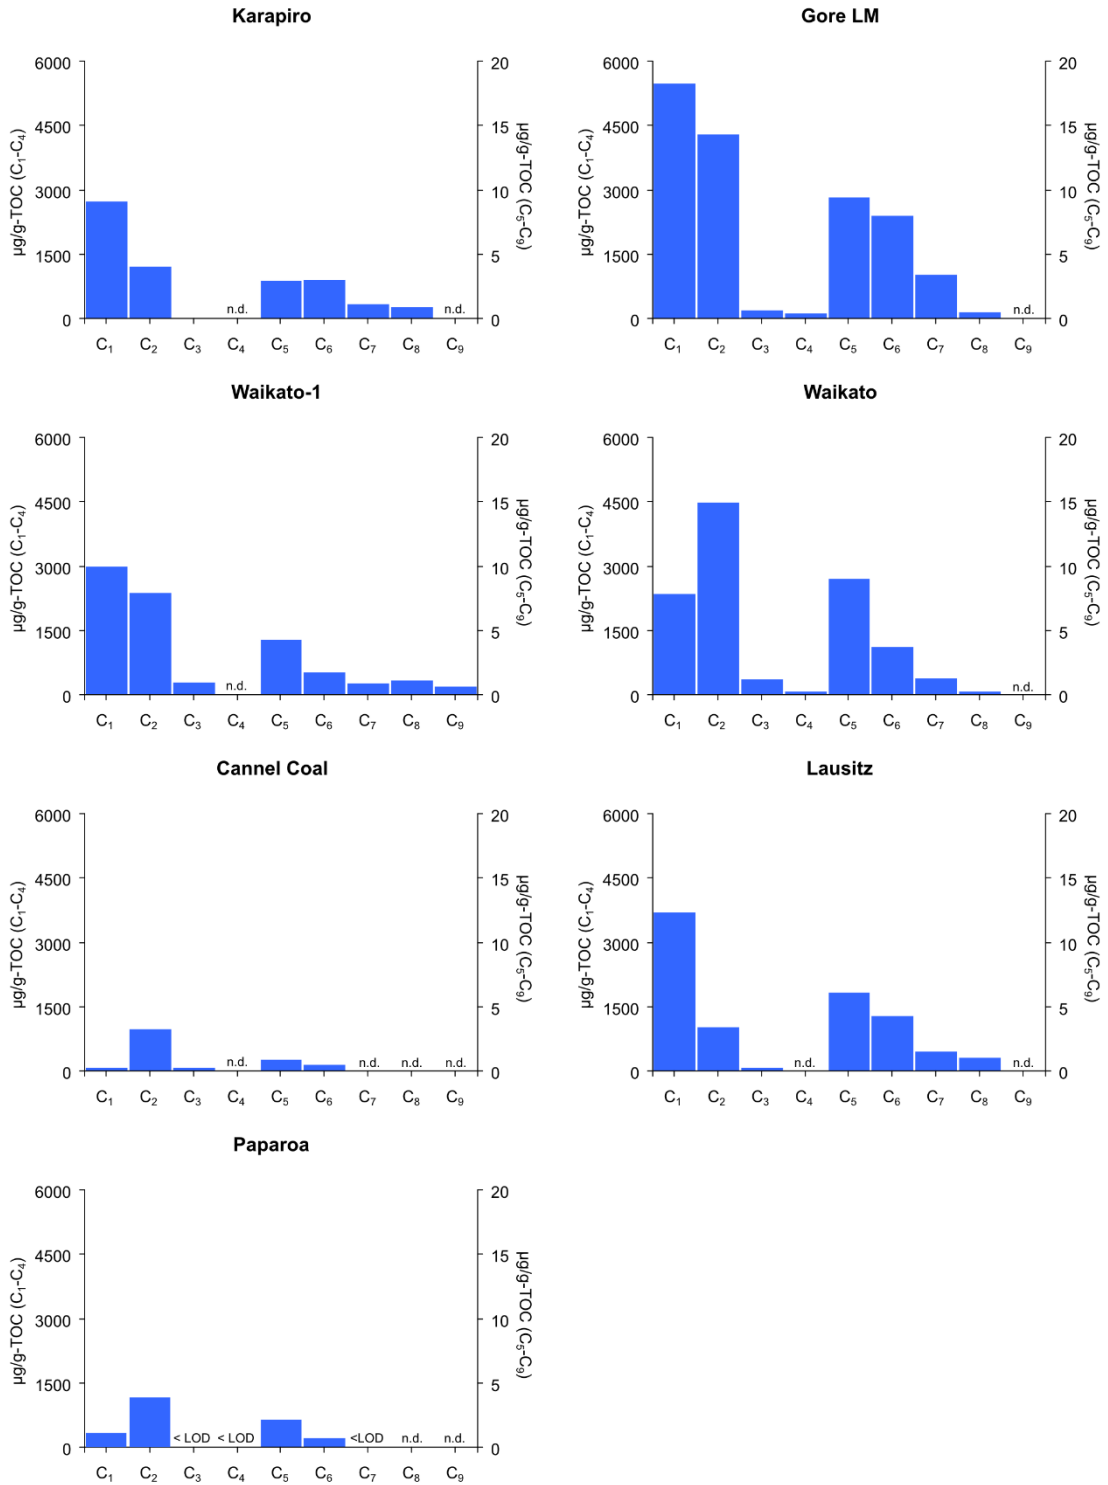 Karapiro
Gore LM
6000
4500
3000
1500
0
µg/g-TOC (C₁-C₄)
20
15
10
5
0
µg/g-TOC (C₅-C₉)
n.d.
n.d.
C₁ C₂ C₃ C₄ C₅ C₆ C₇ C₈ C₉
6000
4500
3000
1500
0
µg/g-TOC (C₁-C₄)
20
15
10
5
0
µg/g-TOC (C₅-C₉)
n.d.
C₁ C₂ C₃ C₄ C₅ C₆ C₇ C₈ C₉
Waikato-1
Waikato
6000
4500
3000
1500
0
µg/g-TOC (C₁-C₄)
20
15
10
5
0
µg/g-TOC (C₅-C₉)
n.d.
C₁ C₂ C₃ C₄ C₅ C₆ C₇ C₈ C₉
6000
4500
3000
1500
0
µg/g-TOC (C₁-C₄)
20
15
10
5
0
µg/g-TOC (C₅-C₉)
n.d.
C₁ C₂ C₃ C₄ C₅ C₆ C₇ C₈ C₉
Cannel Coal
Lausitz
6000
4500
3000
1500
0
µg/g-TOC (C₁-C₄)
20
15
10
5
0
µg/g-TOC (C₅-C₉)
n.d.
n.d.
n.d.
n.d.
C₁ C₂ C₃ C₄ C₅ C₆ C₇ C₈ C₉
6000
4500
3000
1500
0
µg/g-TOC (C₁-C₄)
20
15
10
5
0
µg/g-TOC (C₅-C₉)
n.d.
n.d.
C₁ C₂ C₃ C₄ C₅ C₆ C₇ C₈ C₉
Paparoa
6000
4500
3000
1500
0
µg/g-TOC (C₁-C₄)
20
15
10
5
0
µg/g-TOC (C₅-C₉)
< LOD
< LOD
<LOD
n.d.
n.d.
C₁ C₂ C₃ C₄ C₅ C₆ C₇ C₈ C₉